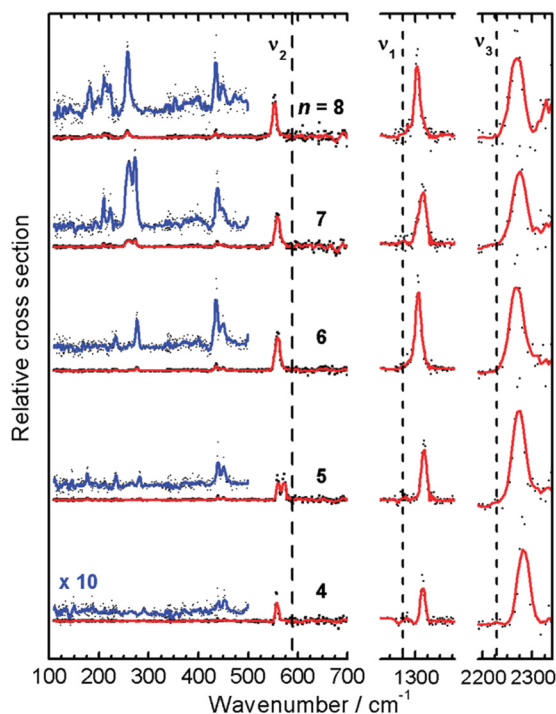 ν2 ν1 ν3
n = 8
7
6
5
x 10 4
Relative cross section
100 200 300 400 500 600 700 1300 2200 2300
Wavenumber / cm-1